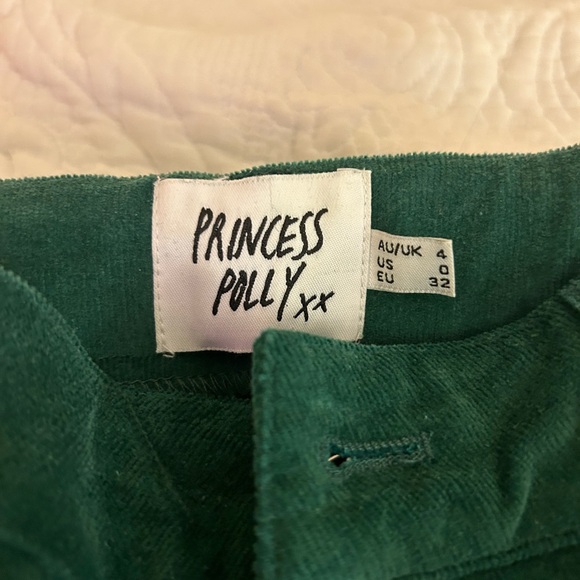 PRINCESS
POLLY xx
AU/UK 4
US 0
EU 32